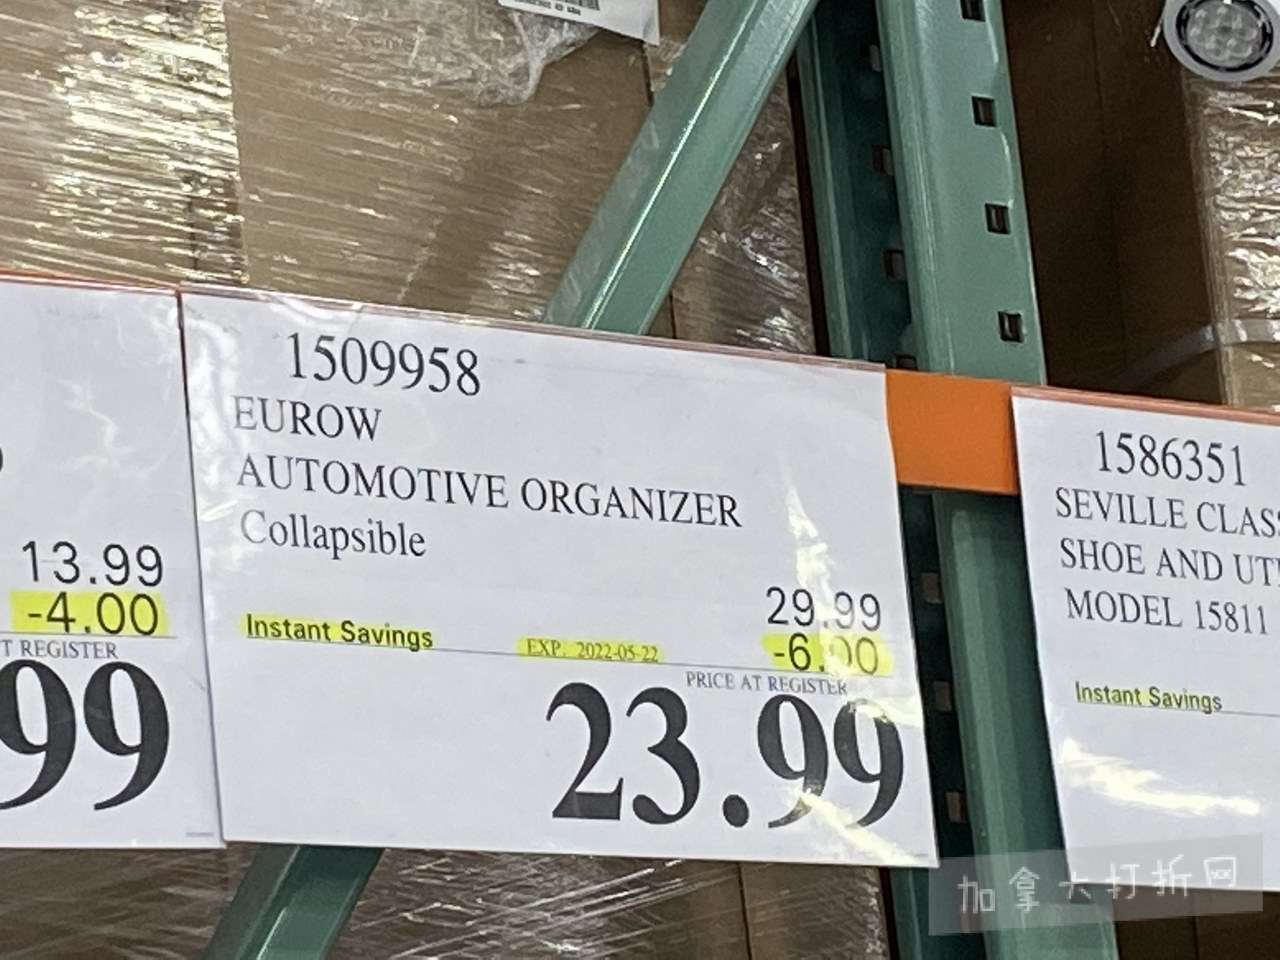 13.99
-4.00
T REGISTER
99
1509958
EUROW
AUTOMOTIVE ORGANIZER
Collapsible
29.99
Instant Savings EXP. 2022-05-22 -6.00
PRICE AT REGISTER
23.99
1586351
SEVILLE CLAS
SHOE AND UT
MODEL 15811
Instant Savings
加拿大打折网